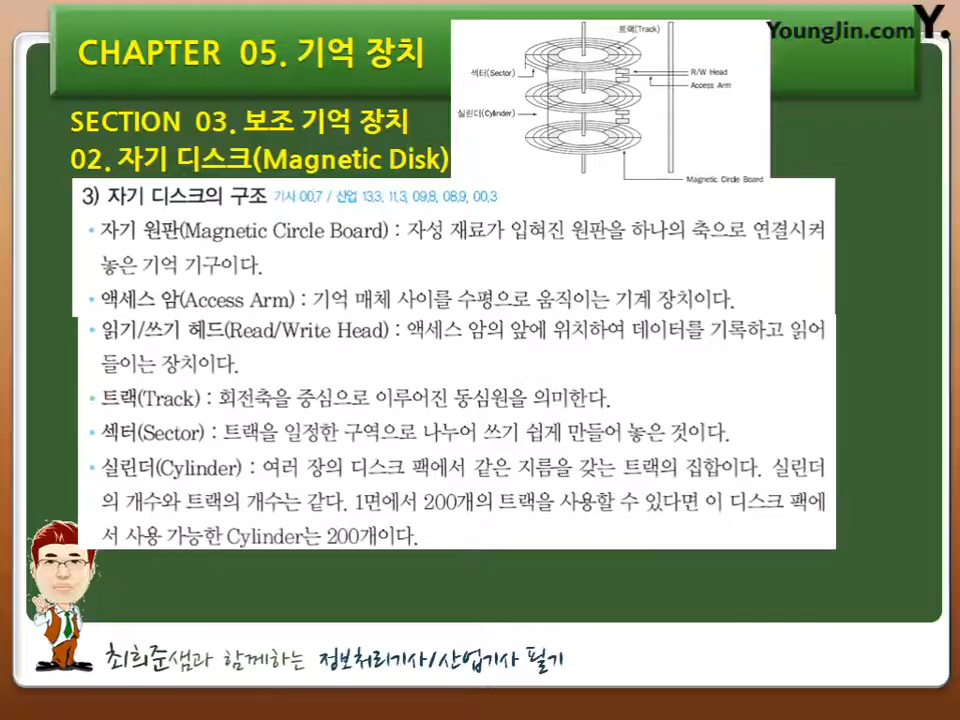 CHAPTER 05. 기억 장치
YoungJin.com Y.
SECTION 03. 보조 기억 장치
02. 자기 디스크(Magnetic Disk)
트랙(Track)
섹터(Sector)
R/W Head
Access Arm
실린더(Cylinder)
Magnetic Circle Board
3) 자기 디스크의 구조 기사 00,7 / 산업 13,3, 11,3, 09,8, 08,9, 00,3
• 자기 원판(Magnetic Circle Board) : 자성 재료가 입혀진 원판을 하나의 축으로 연결시켜
놓은 기억 기구이다.
• 액세스 암(Access Arm) : 기억 매체 사이를 수평으로 움직이는 기계 장치이다.
• 읽기/쓰기 헤드(Read/Write Head) : 액세스 암의 앞에 위치하여 데이터를 기록하고 읽어
들이는 장치이다.
• 트랙(Track) : 회전축을 중심으로 이루어진 동심원을 의미한다.
• 섹터(Sector) : 트랙을 일정한 구역으로 나누어 쓰기 쉽게 만들어 놓은 것이다.
• 실린더(Cylinder) : 여러 장의 디스크 팩에서 같은 지름을 갖는 트랙의 집합이다. 실린더
의 개수와 트랙의 개수는 같다. 1면에서 200개의 트랙을 사용할 수 있다면 이 디스크 팩에
서 사용 가능한 Cylinder는 200개이다.
최희준샘과 함께하는 정보처리기사/산업기사 필기